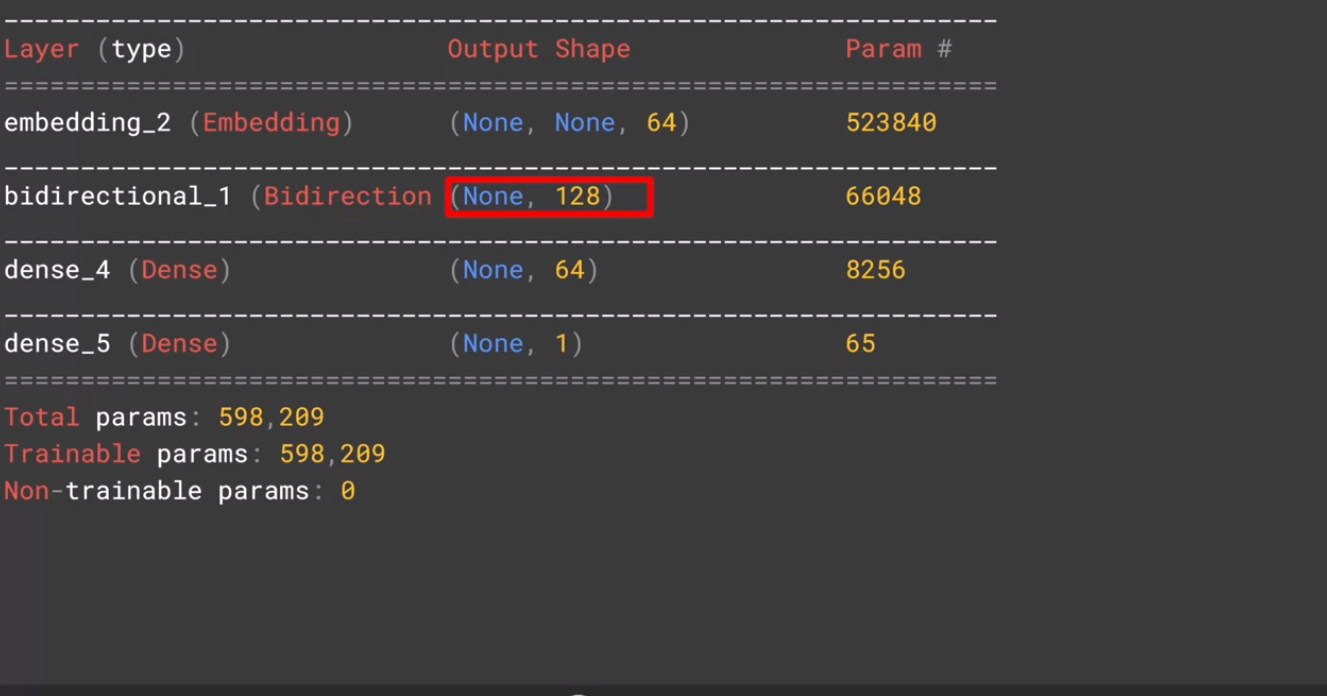 Layer (type) Output Shape Param #
embedding_2 (Embedding) (None, None, 64) 523840
bidirectional_1 (Bidirection (None, 128) 66048
dense_4 (Dense) (None, 64) 8256
dense_5 (Dense) (None, 1) 65
Total params: 598,209
Trainable params: 598,209
Non-trainable params: 0